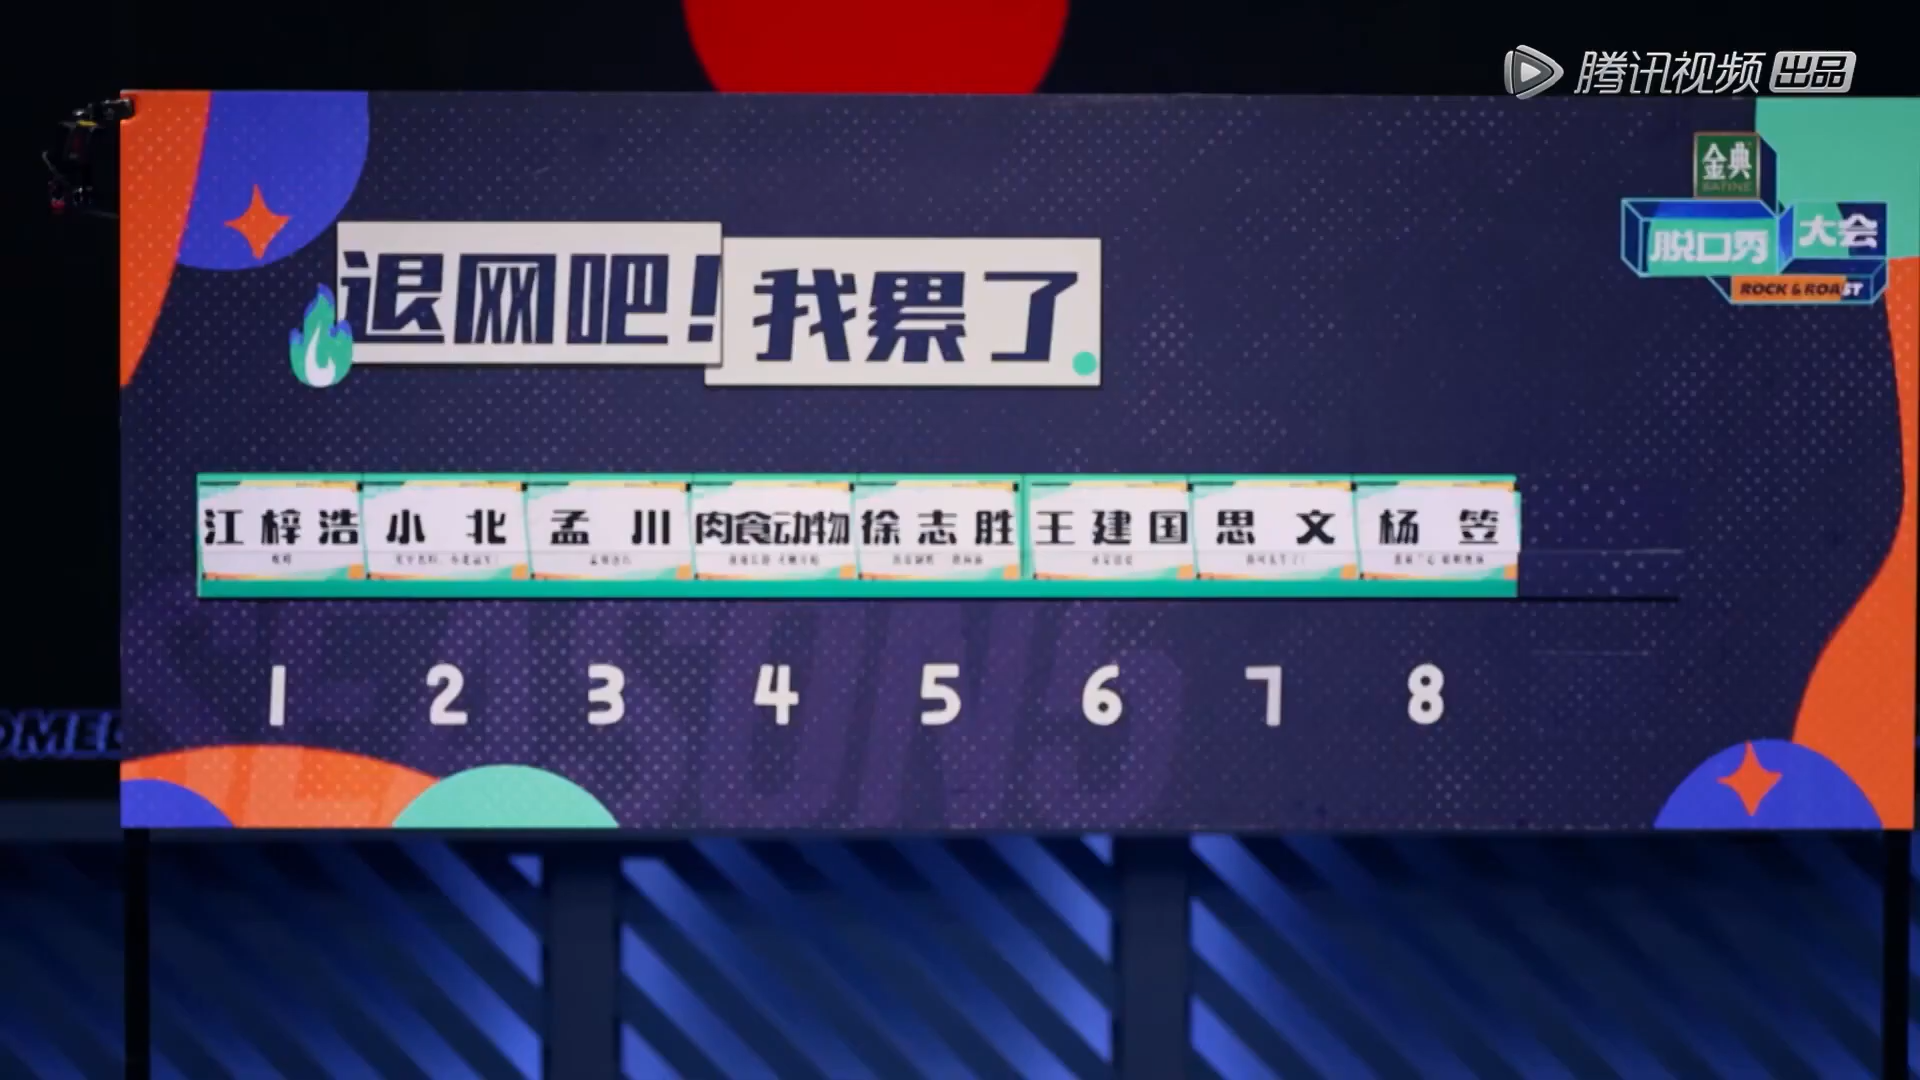 腾讯视频 出品
金典
SATINE
脱口秀大会
ROCK & ROAST
退网吧！我累了
江梓浩 小北 孟川 肉食动物 徐志胜 王建国 思文 杨笠
1 2 3 4 5 6 7 8